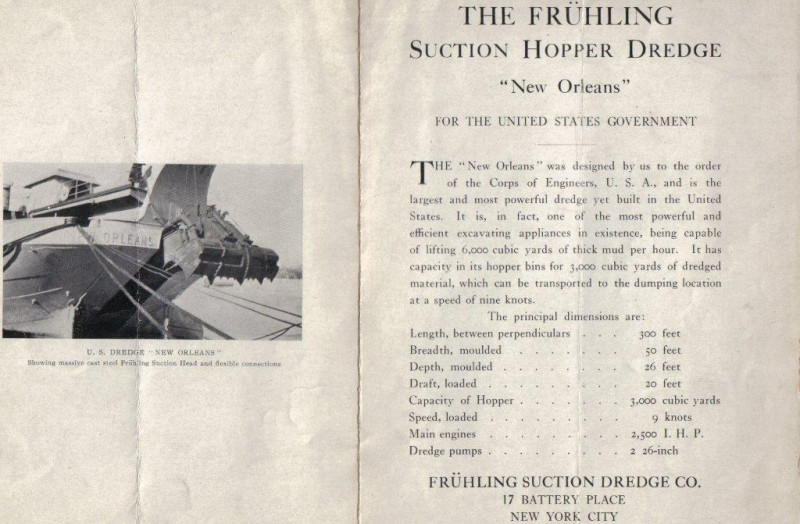 ORLEANS
U. S. DREDGE "NEW ORLEANS"
Showing massive cast steel Frühling Suction Head and flexible connections
THE FRÜHLING
SUCTION HOPPER DREDGE
"New Orleans"
FOR THE UNITED STATES GOVERNMENT
THE "New Orleans" was designed by us to the order
of the Corps of Engineers, U. S. A., and is the
largest and most powerful dredge yet built in the United
States. It is, in fact, one of the most powerful and
efficient excavating appliances in existence, being capable
of lifting 6,000 cubic yards of thick mud per hour. It has
capacity in its hopper bins for 3,000 cubic yards of dredged
material, which can be transported to the dumping location
at a speed of nine knots.
The principal dimensions are:
Length, between perpendiculars . . . 300 feet
Breadth, moulded . . . . . . . 50 feet
Depth, moulded . . . . . . . . 26 feet
Draft, loaded . . . . . . . . . 20 feet
Capacity of Hopper . . . . . . . 3,000 cubic yards
Speed, loaded . . . . . . . . . 9 knots
Main engines . . . . . . . . . 2,500 I. H. P.
Dredge pumps . . . . . . . . . 2 26-inch
FRÜHLING SUCTION DREDGE CO.
17 BATTERY PLACE
NEW YORK CITY